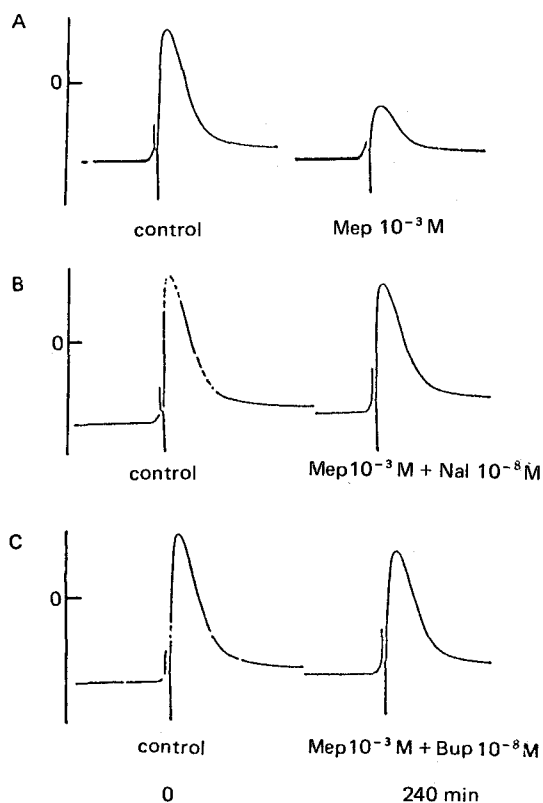 A
0
control Mep 10⁻³ M
B
0
control Mep 10⁻³ M + Nal 10⁻⁸ M
C
0
control Mep 10⁻³ M + Bup 10⁻⁸ M
0 240 min